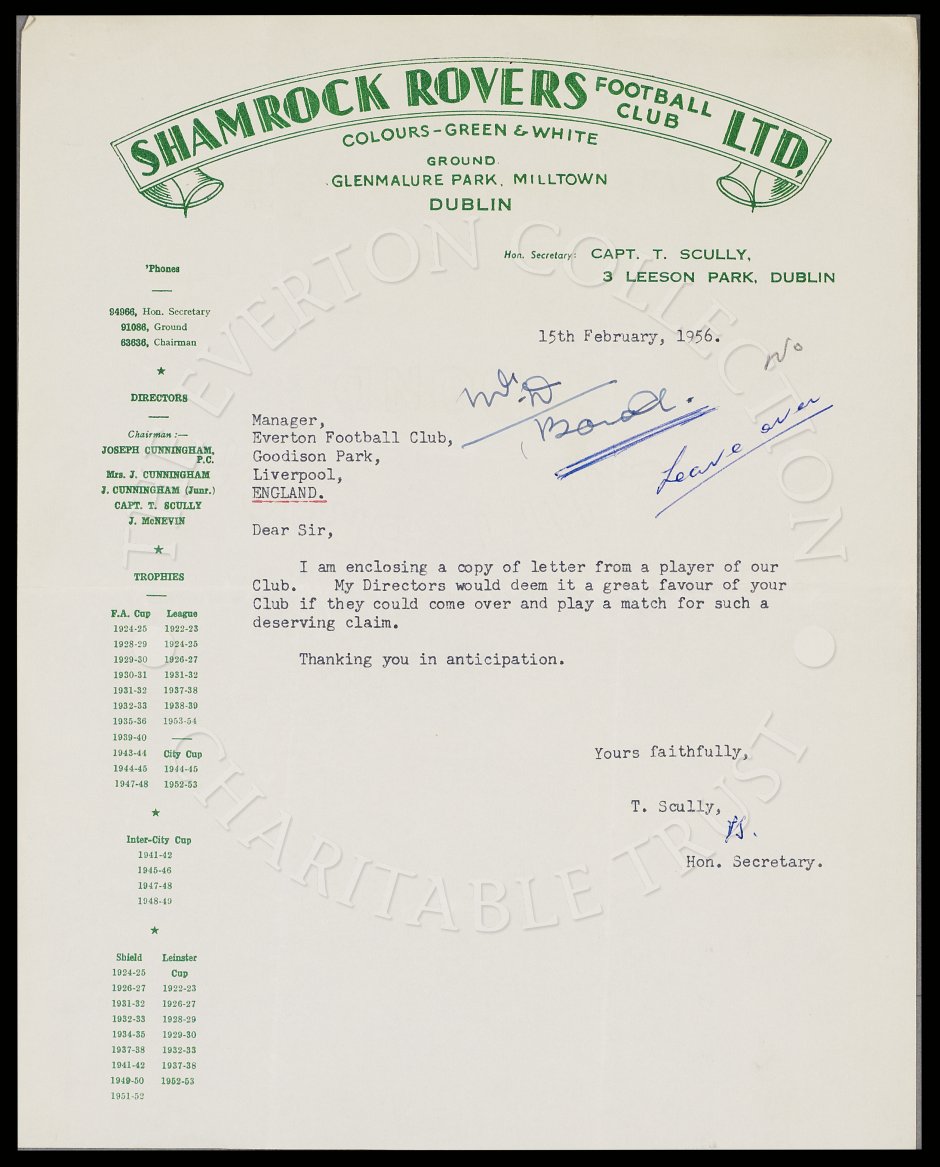 SHAMROCK ROVERS FOOTBALL CLUB LTD,
COLOURS-GREEN & WHITE
GROUND.
GLENMALURE PARK, MILLTOWN
DUBLIN
Hon. Secretary: CAPT. T. SCULLY,
3 LEESON PARK, DUBLIN
'Phones
94966, Hon. Secretary
91086, Ground
63636, Chairman
★
DIRECTORS
Chairman :—
JOSEPH CUNNINGHAM,
P.C.
Mrs. J. CUNNINGHAM
J. CUNNINGHAM (Junr.)
CAPT. T. SCULLY
J. McNEVIN
★
TROPHIES
F.A. Cup League
1924-25 1922-23
1928-29 1924-25
1929-30 1926-27
1930-31 1931-32
1931-32 1937-38
1932-33 1938-39
1935-36 1953-54
1939-40
1943-44 City Cup
1944-45 1944-45
1947-48 1952-53
★
Inter-City Cup
1941-42
1945-46
1947-48
1948-49
★
Shield Leinster
1924-25 Cup
1926-27 1922-23
1931-32 1926-27
1932-33 1928-29
1934-35 1929-30
1937-38 1932-33
1941-42 1937-38
1949-50 1952-53
1951-52
15th February, 1956.
No
Board.
Leave over
Manager,
Everton Football Club,
Goodison Park,
Liverpool,
ENGLAND.
Dear Sir,
I am enclosing a copy of letter from a player of our
Club. My Directors would deem it a great favour of your
Club if they could come over and play a match for such a
deserving claim.
Thanking you in anticipation.
Yours faithfully,
T. Scully,
Hon. Secretary.
THE EVERTON COLLECTION
CHARITABLE TRUST